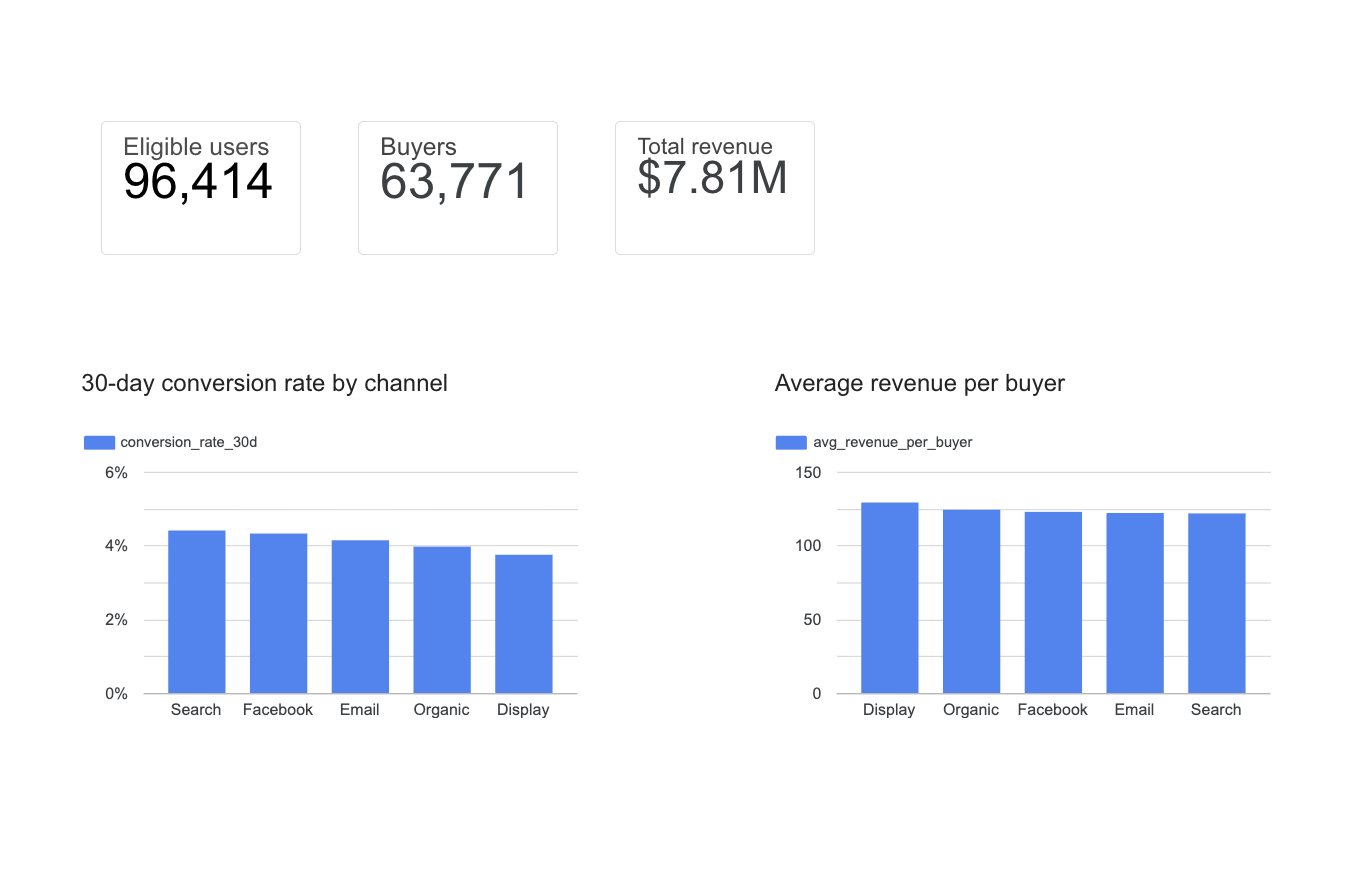 Eligible users
96,414
Buyers
63,771
Total revenue
$7.81M
30-day conversion rate by channel
conversion_rate_30d
6%
4%
2%
0%
Search Facebook Email Organic Display
Average revenue per buyer
avg_revenue_per_buyer
150
100
50
0
Display Organic Facebook Email Search